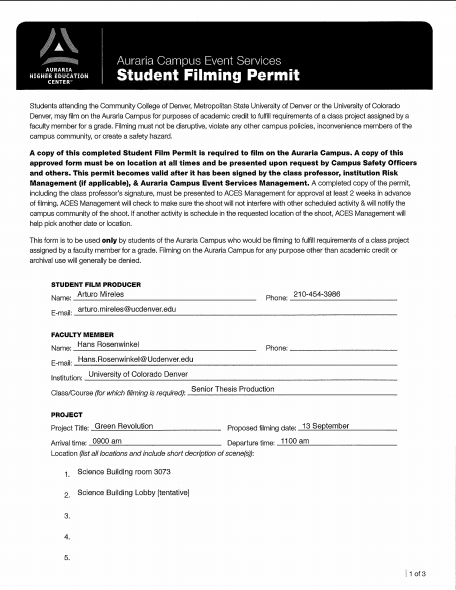 AURARIA
HIGHER EDUCATION
CENTER
Auraria Campus Event Services
Student Filming Permit
Students attending the Community College of Denver, Metropolitan State University of Denver or the University of Colorado
Denver, may film on the Auraria Campus for purposes of academic credit to fulfill requirements of a class project assigned by a
faculty member for a grade. Filming must not be disruptive, violate any other campus policies, inconvenience members of the
campus community, or create a safety hazard.
A copy of this completed Student Film Permit is required to film on the Auraria Campus. A copy of this
approved form must be on location at all times and be presented upon request by Campus Safety Officers
and others. This permit becomes valid after it has been signed by the class professor, institution Risk
Management (if applicable), & Auraria Campus Event Services Management. A completed copy of the permit,
including the class professor's signature, must be presented to ACES Management for approval at least 2 weeks in advance
of filming. ACES Management will check to make sure the shoot will not interfere with other scheduled activity & will notify the
campus community of the shoot. If another activity is schedule in the requested location of the shoot, ACES Management will
help pick another date or location.
This form is to be used only by students of the Auraria Campus who would be filming to fulfill requirements of a class project
assigned by a faculty member for a grade. Filming on the Auraria Campus for any purpose other than academic credit or
archival use will generally be denied.
STUDENT FILM PRODUCER
Name: Arturo Mireles Phone: 210-454-3986
E-mail: arturo.mireles@ucdenver.edu
FACULTY MEMBER
Name: Hans Rosenwinkel Phone:
E-mail: Hans.Rosenwinkel@Ucdenver.edu
Institution: University of Colorado Denver
Class/Course (for which filming is required): Senior Thesis Production
PROJECT
Project Title: Green Revolution Proposed filming date: 13 September
Arrival time: 0900 am Departure time: 1100 am
Location (list all locations and include short decription of scene(s):
1. Science Building room 3073
2. Science Building Lobby [tentative]
3.
4.
5.
| 1 of 3